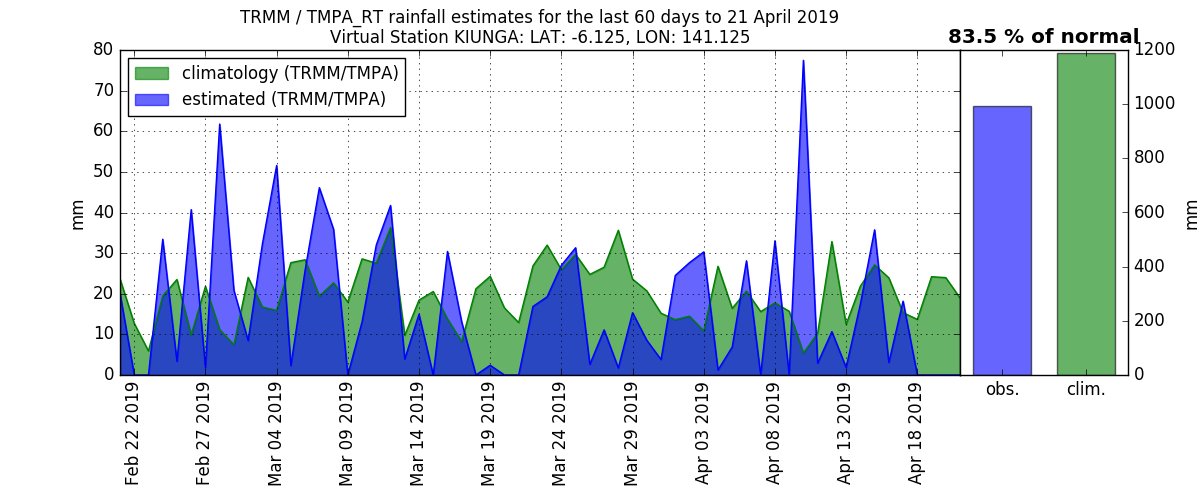 TRMM / TMPA_RT rainfall estimates for the last 60 days to 21 April 2019
Virtual Station KIUNGA: LAT: -6.125, LON: 141.125
83.5 % of normal
climatology (TRMM/TMPA)
estimated (TRMM/TMPA)
mm
80
70
60
50
40
30
20
10
0
Feb 22 2019
Feb 27 2019
Mar 04 2019
Mar 09 2019
Mar 14 2019
Mar 19 2019
Mar 24 2019
Mar 29 2019
Apr 03 2019
Apr 08 2019
Apr 13 2019
Apr 18 2019
obs.
clim.
1200
1000
800
600
400
200
0
mm